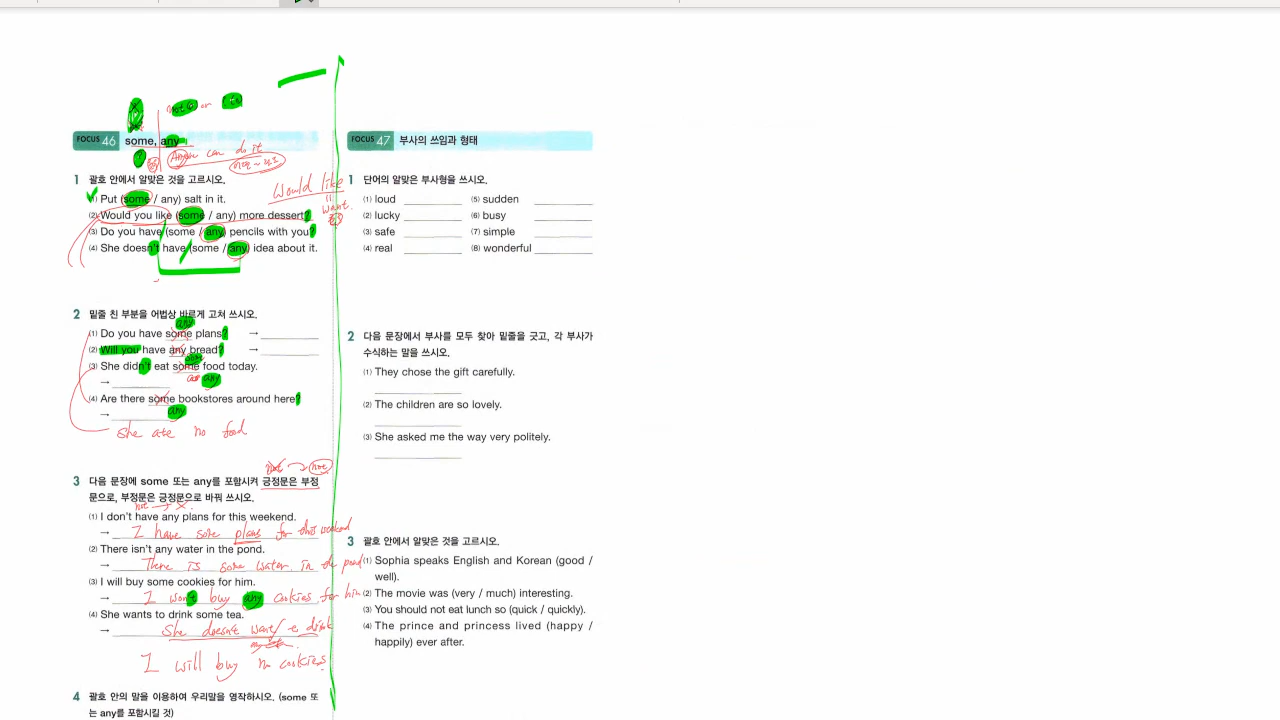 not or
FOCUS 46 some, any
Anyone can do it
1 괄호 안에서 알맞은 것을 고르시오.
Would like
(1) Put (some / any) salt in it.
want
(2) Would you like (some / any) more dessert?
(3) Do you have (some / any) pencils with you?
(4) She doesn't have (some / any) idea about it.
2 밑줄 친 부분을 어법상 바르게 고쳐 쓰시오.
any
(1) Do you have some plans? →
(2) Will you have any bread? →
some
(3) She didn't eat some food today.
→ any
(4) Are there some bookstores around here?
→ any
she ate no food
not
3 다음 문장에 some 또는 any를 포함시켜 긍정문은 부정
문으로, 부정문은 긍정문으로 바꿔 쓰시오.
not → X
(1) I don't have any plans for this weekend.
→ I have some plans for this weekend
(2) There isn't any water in the pond.
→ There is some water in the pond
(3) I will buy some cookies for him.
→ I won't buy any cookies for him
(4) She wants to drink some tea.
→ She doesn't want to drink
I will buy no cookies
4 괄호 안의 말을 이용하여 우리말을 영작하시오. (some 또
는 any를 포함시킬 것)
FOCUS 47 부사의 쓰임과 형태
1 단어의 알맞은 부사형을 쓰시오.
(1) loud (5) sudden
(2) lucky (6) busy
(3) safe (7) simple
(4) real (8) wonderful
2 다음 문장에서 부사를 모두 찾아 밑줄을 긋고, 각 부사가
수식하는 말을 쓰시오.
(1) They chose the gift carefully.
(2) The children are so lovely.
(3) She asked me the way very politely.
3 괄호 안에서 알맞은 것을 고르시오.
(1) Sophia speaks English and Korean (good /
well).
(2) The movie was (very / much) interesting.
(3) You should not eat lunch so (quick / quickly).
(4) The prince and princess lived (happy /
happily) ever after.